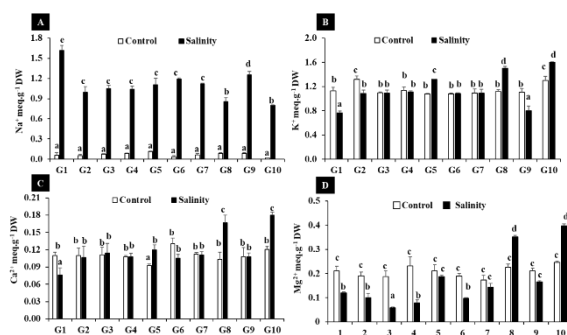 A
Control Salinity
Na⁺ meq.g⁻¹ DW
1.8
1.5
1.2
0.9
0.6
0.3
0.0
e c c c c c c b d b
a a a a a a a a a a
G1 G2 G3 G4 G5 G6 G7 G8 G9 G10
B
Control Salinity
K⁺ meq.g⁻¹ DW
3.0
2.4
1.8
1.2
0.6
0.0
b a c b b b b b b c b b b b b d b a c d
G1 G2 G3 G4 G5 G6 G7 G8 G9 G10
C
Control Salinity
Ca²⁺ meq.g⁻¹ DW
0.21
0.18
0.15
0.12
0.09
0.06
0.03
0.00
b a b b b b b b a b b b b b b c b b b c
G1 G2 G3 G4 G5 G6 G7 G8 G9 G10
D
Control Salinity
Mg²⁺ meq.g⁻¹ DW
0.5
0.4
0.3
0.2
0.1
0.0
c b c b c a c b c c c b c c c d c c c d
1 2 3 4 5 6 7 8 9 10